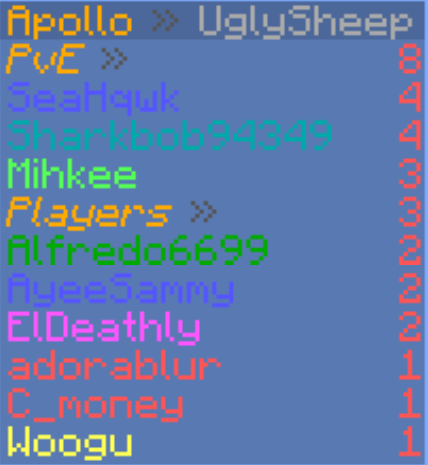 Apollo » UglySheep
PvE » 8
SeaHqwk 4
Sharkbob94349 4
Mihkee 3
Players » 3
Alfredo6699 2
AyeeSammy 2
ElDeathly 2
adorablur 1
C_money 1
Woogu 1